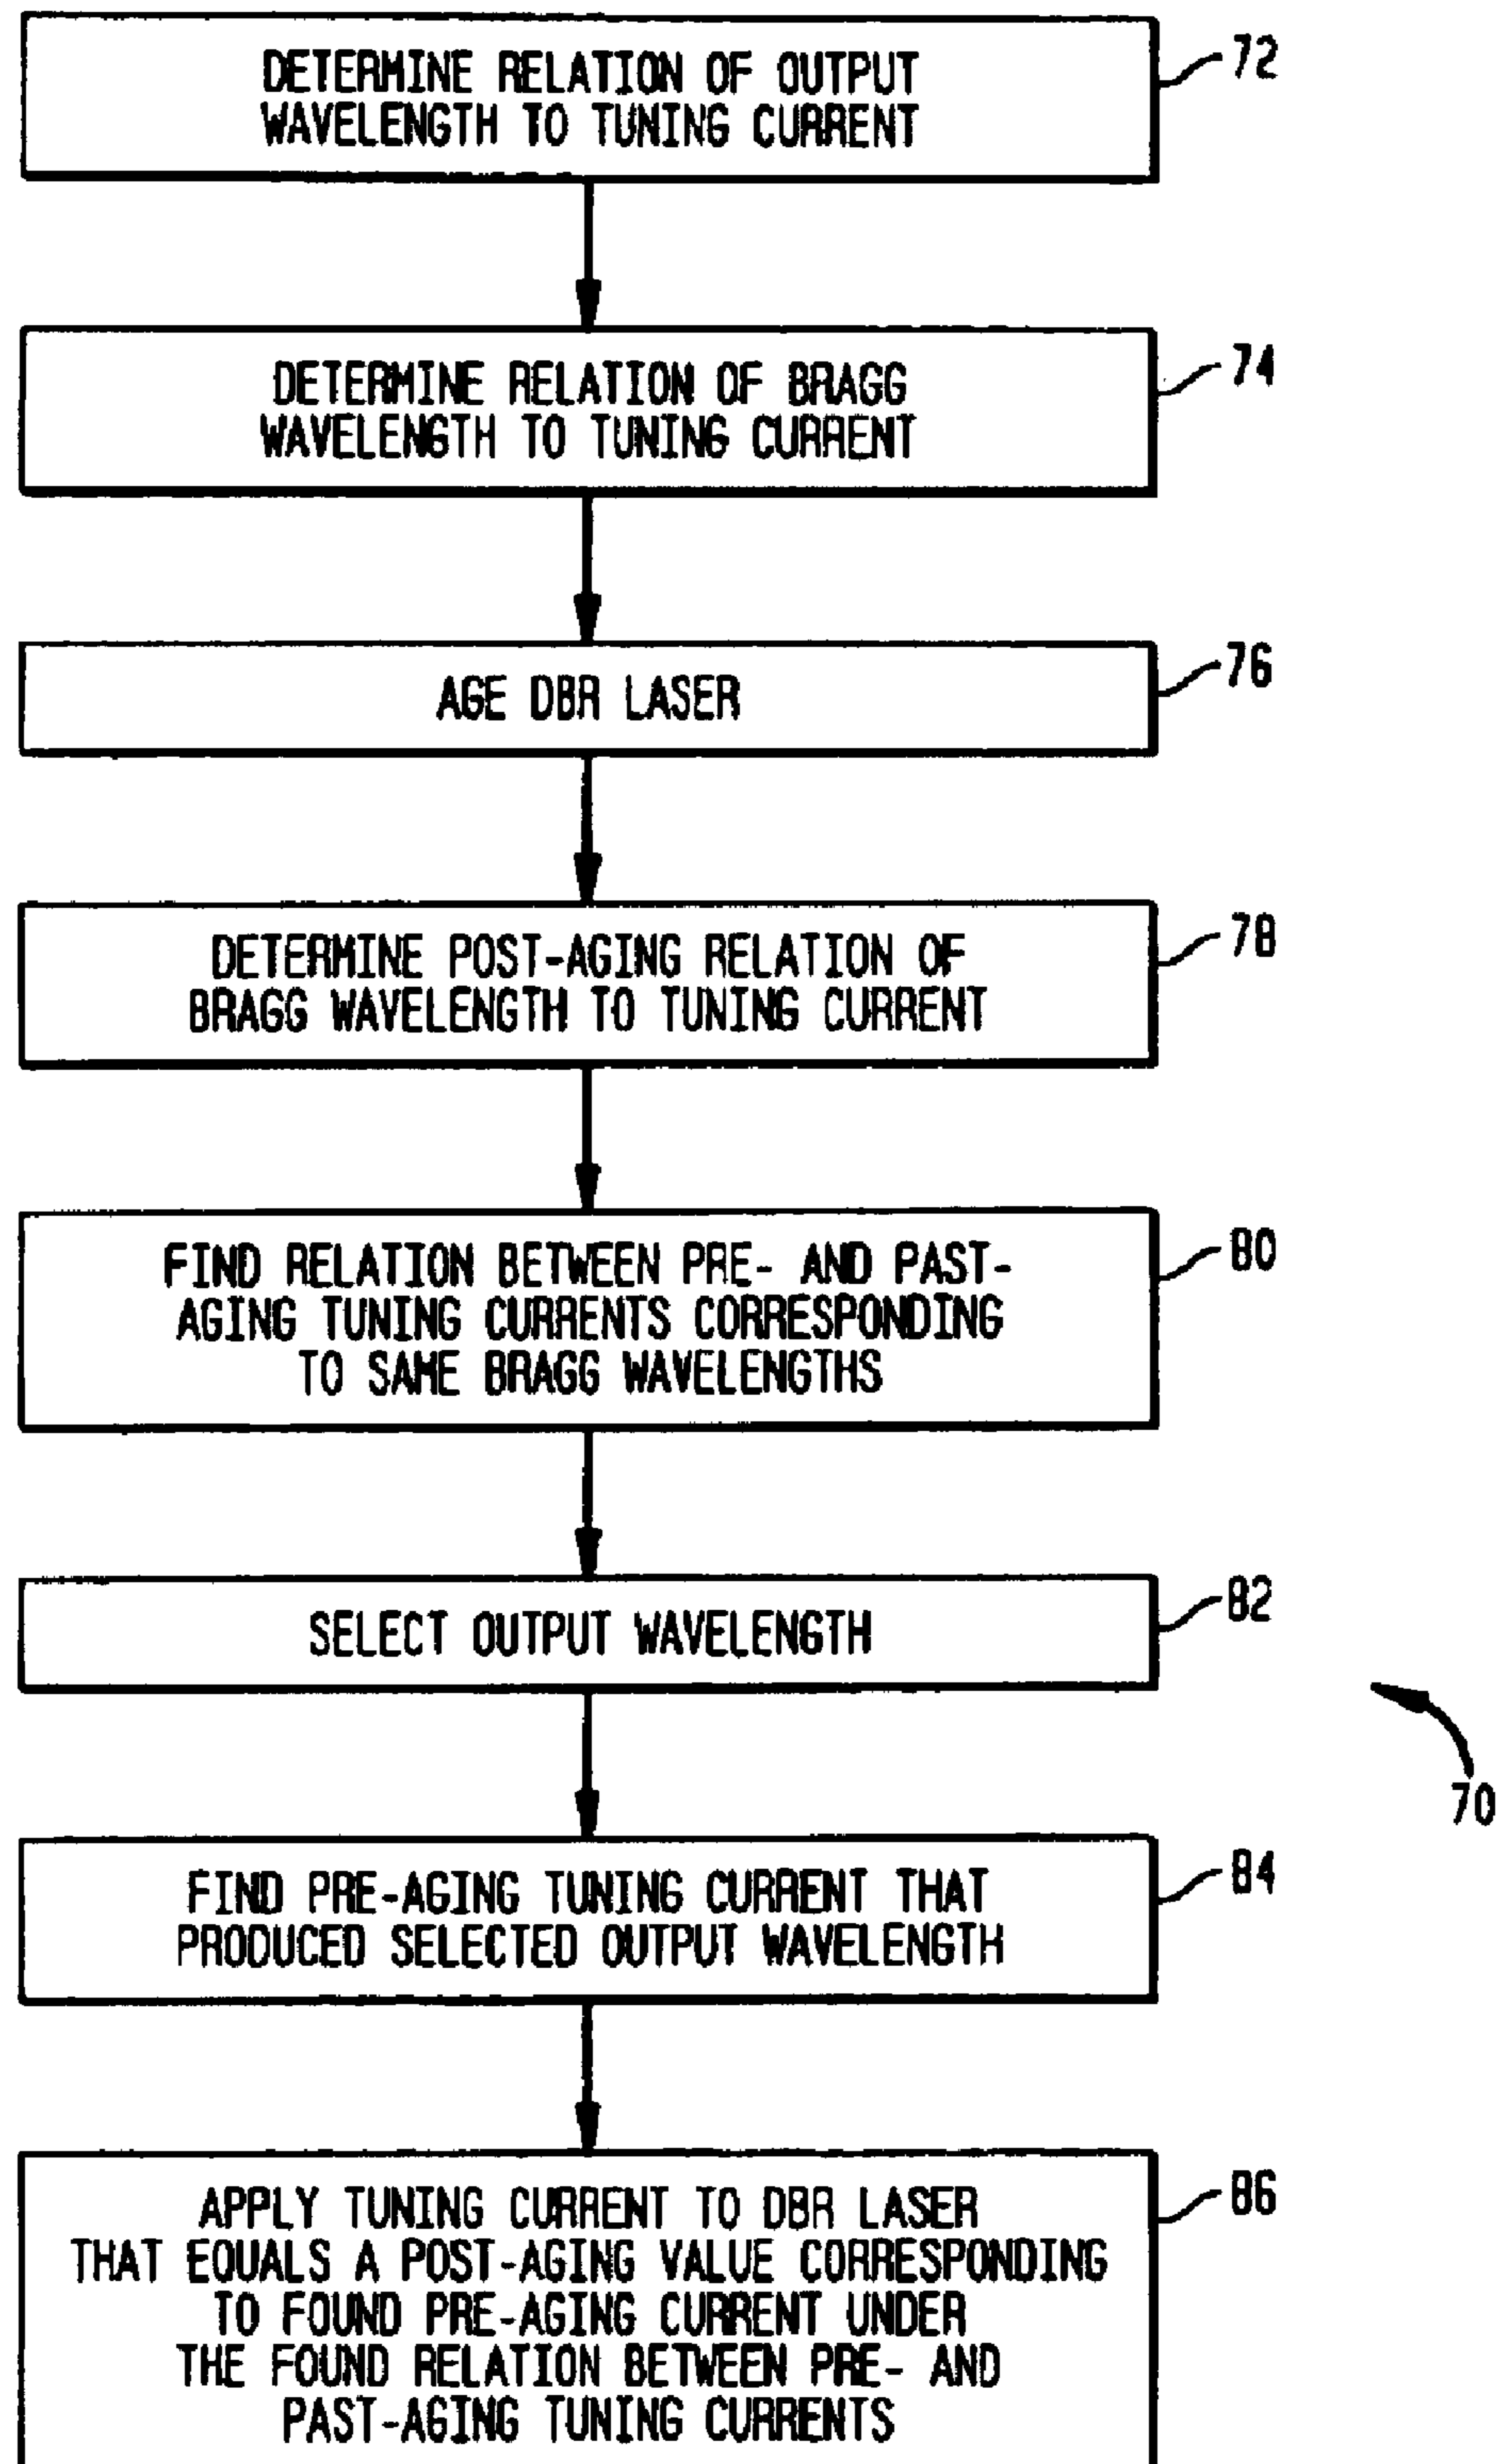 DETERMINE RELATION OF OUTPUT
WAVELENGTH TO TUNING CURRENT
72
DETERMINE RELATION OF BRAGG
WAVELENGTH TO TUNING CURRENT
74
AGE DBR LASER
76
DETERMINE POST-AGING RELATION OF
BRAGG WAVELENGTH TO TUNING CURRENT
78
FIND RELATION BETWEEN PRE- AND PAST-
AGING TUNING CURRENTS CORRESPONDING
TO SAME BRAGG WAVELENGTHS
80
SELECT OUTPUT WAVELENGTH
82
70
FIND PRE-AGING TUNING CURRENT THAT
PRODUCED SELECTED OUTPUT WAVELENGTH
84
APPLY TUNING CURRENT TO DBR LASER
THAT EQUALS A POST-AGING VALUE CORRESPONDING
TO FOUND PRE-AGING CURRENT UNDER
THE FOUND RELATION BETWEEN PRE- AND
PAST-AGING TUNING CURRENTS
86